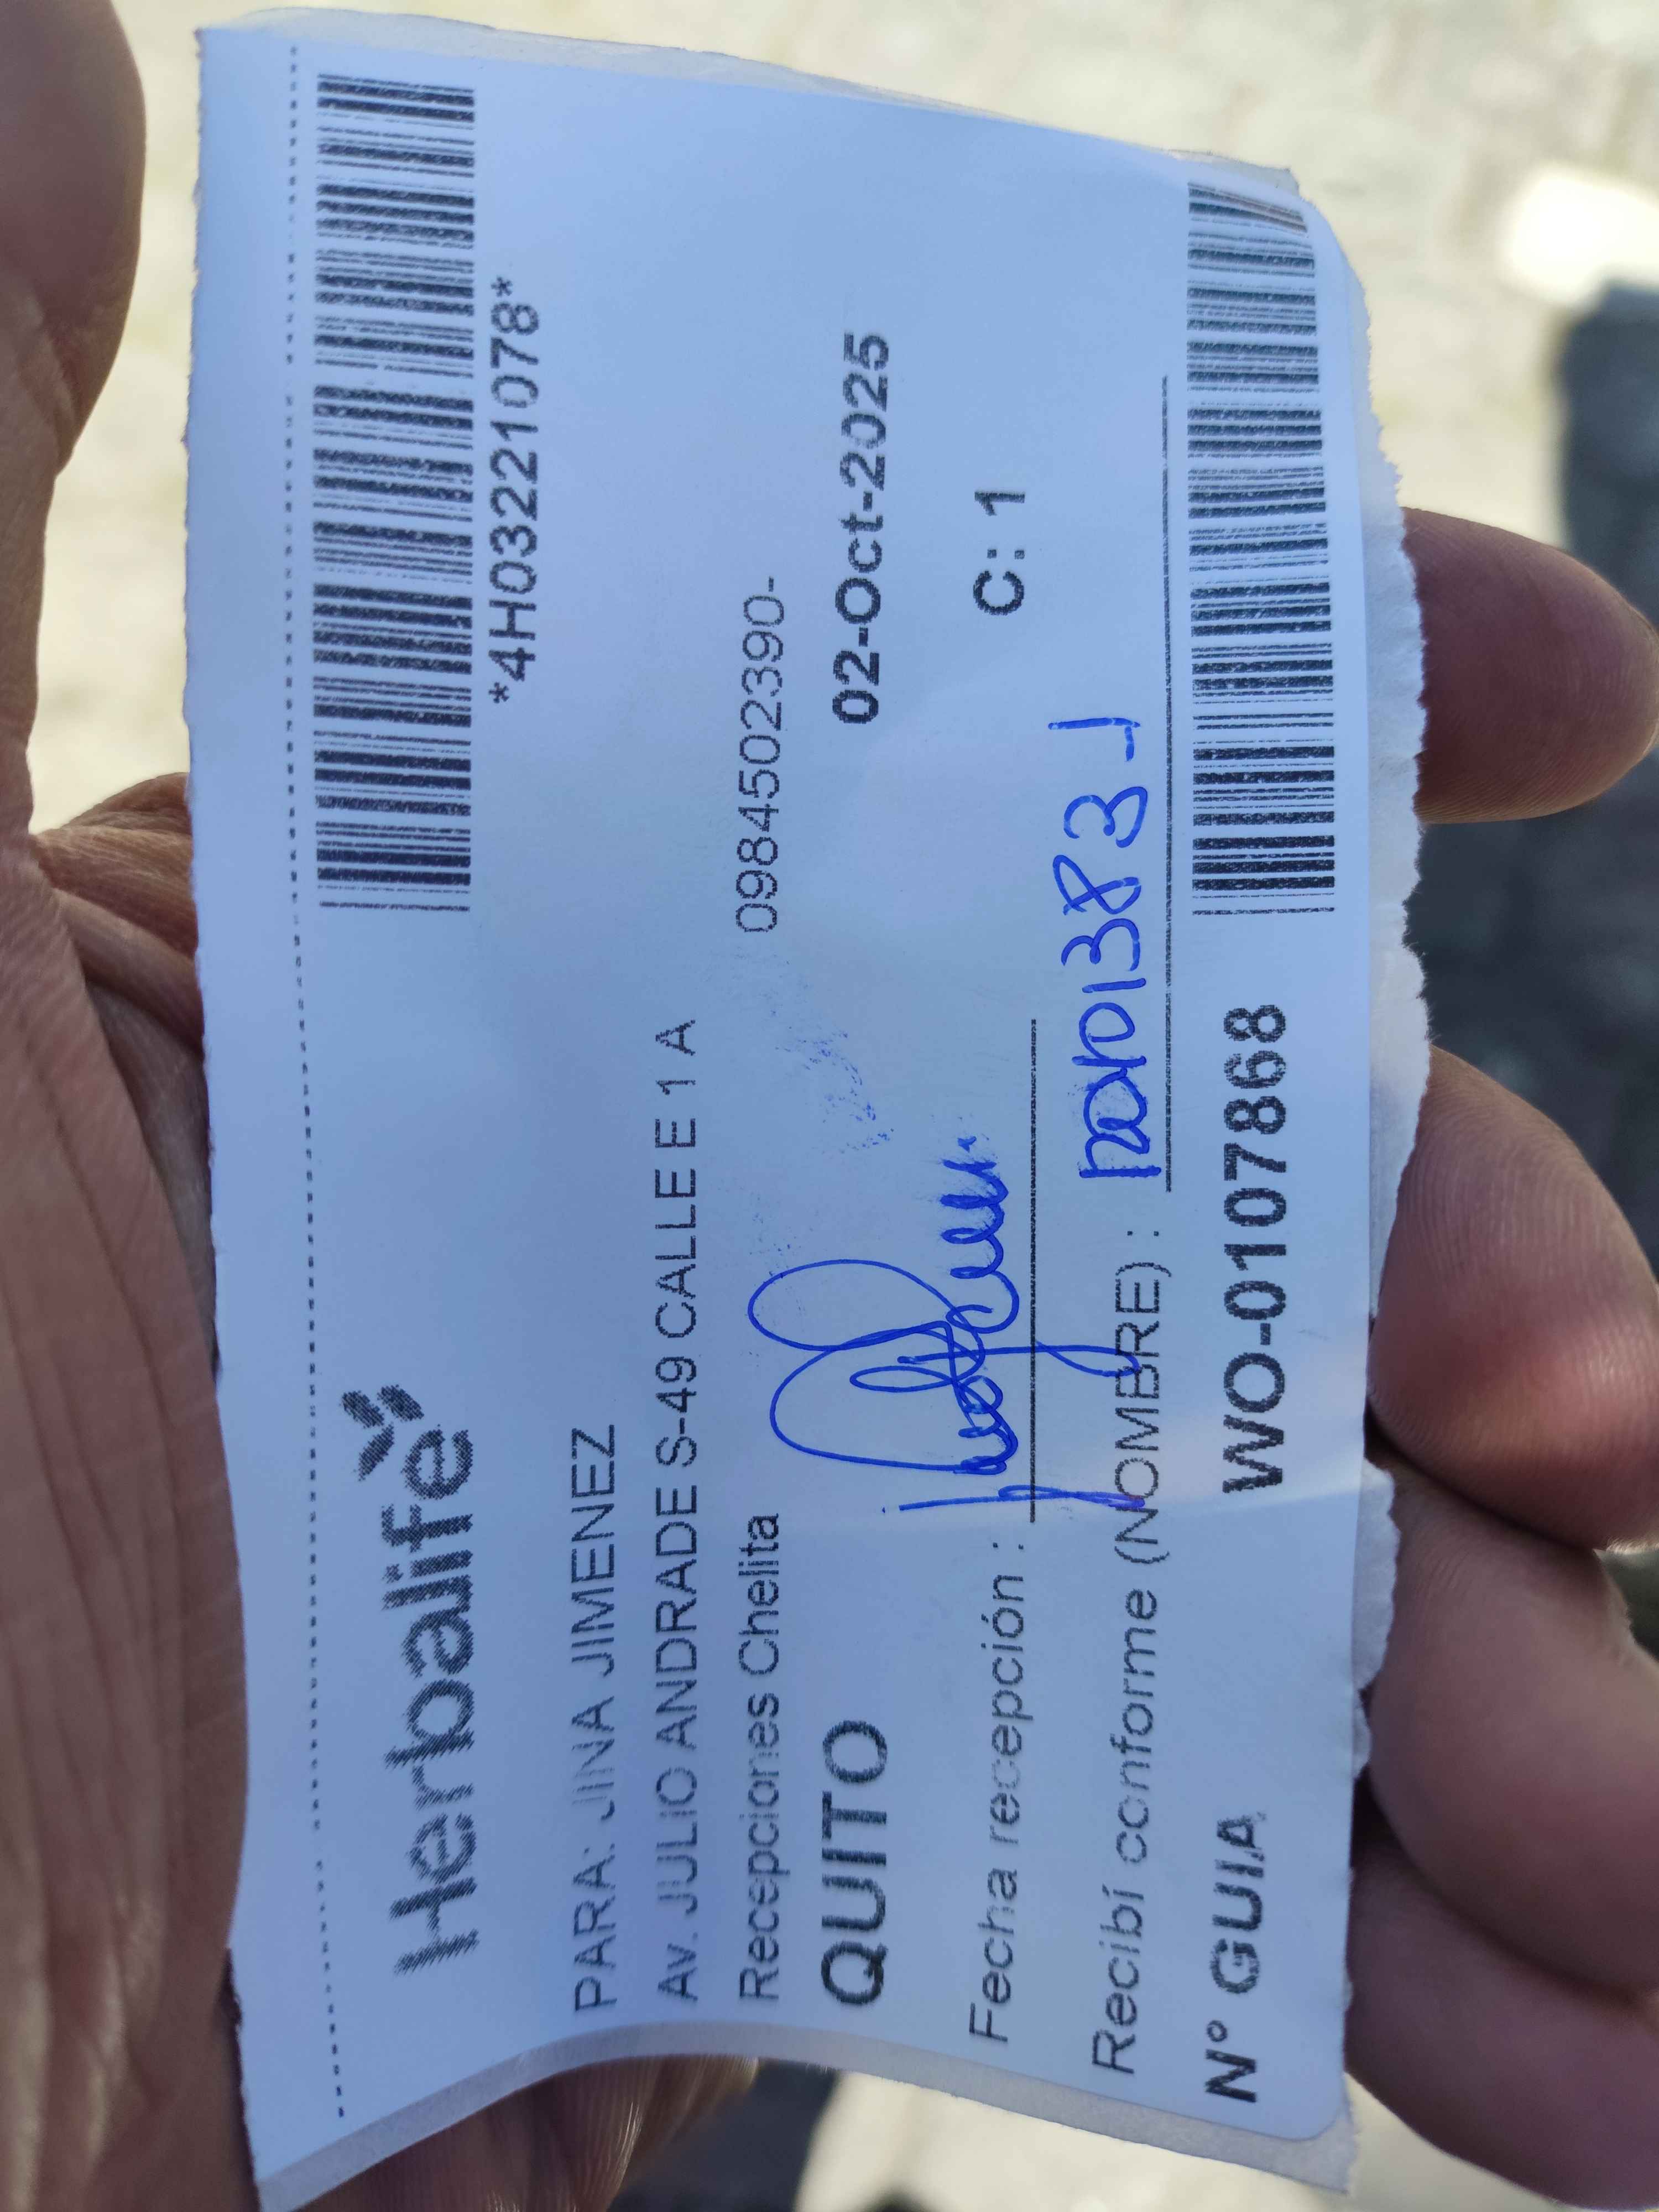 Herbalife
*4H03221078*
PARA: JINA JIMENEZ
Av. JULIO ANDRADE S-49 CALLE E 1 A
Recepciones Chelita 0984502390-
QUITO 02-Oct-2025
Fecha recepción : C: 1
Recibí conforme (NOMBRE) :
N° GUIA WO-0107868